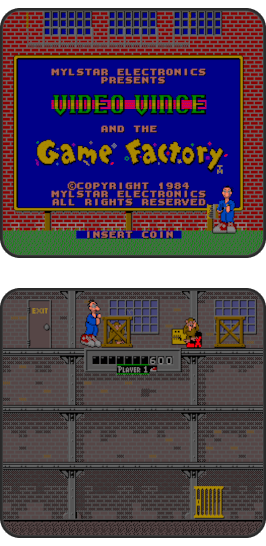 MYLSTAR ELECTRONICS
PRESENTS
VIDEO VINCE
AND THE
Game Factory
©COPYRIGHT 1984
MYLSTAR ELECTRONICS
ALL RIGHTS RESERVED
INSERT COIN
EXIT
600
PLAYER 1